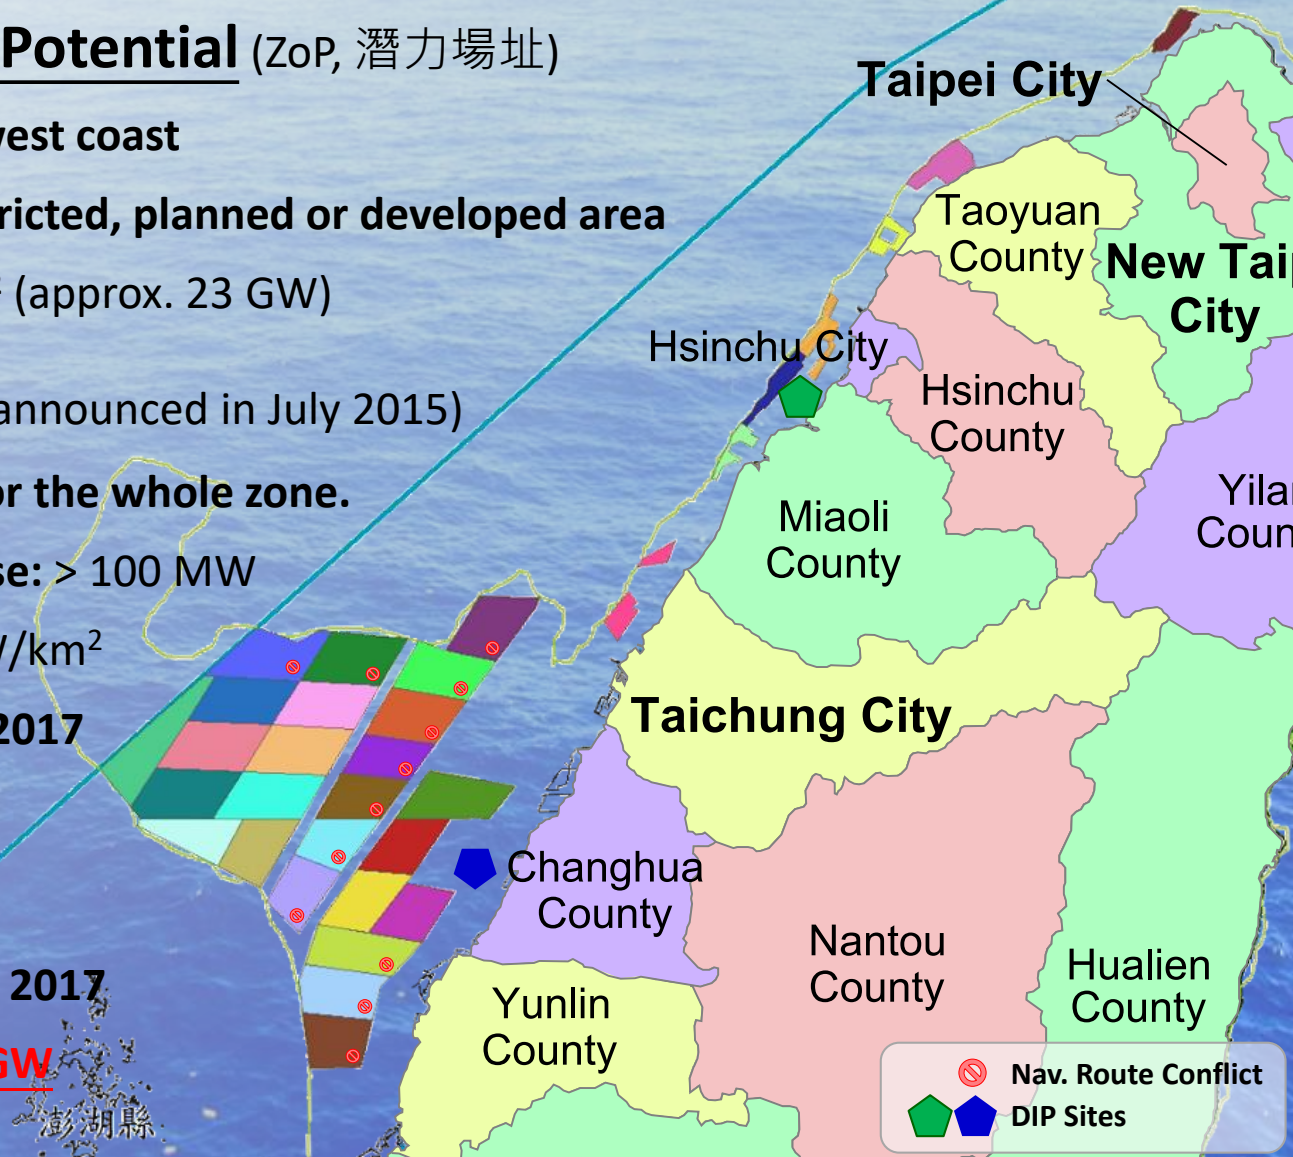 Potential (ZoP, 潛力場址)
west coast
ricted, planned or developed area
(approx. 23 GW)
announced in July 2015)
or the whole zone.
se: > 100 MW
/km²
2017
2017
GW
澎湖縣
Taipei City
Taoyuan
County
New Tai
City
Hsinchu City
Hsinchu
County
Miaoli
County
Yila
Coun
Taichung City
Changhua
County
Nantou
County
Hualien
County
Yunlin
County
Nav. Route Conflict
DIP Sites